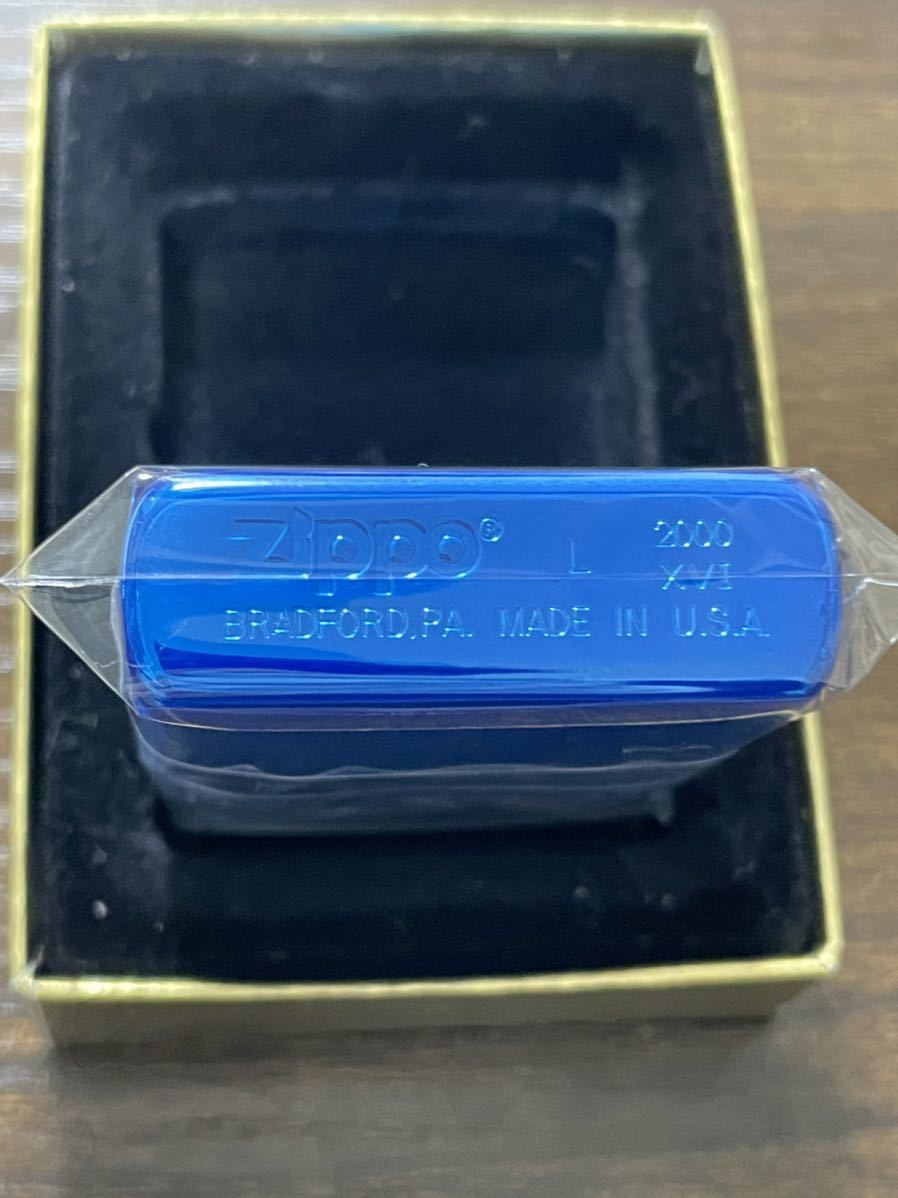 Zippo® L 2000
XVI
BRADFORD,PA. MADE IN U.S.A.